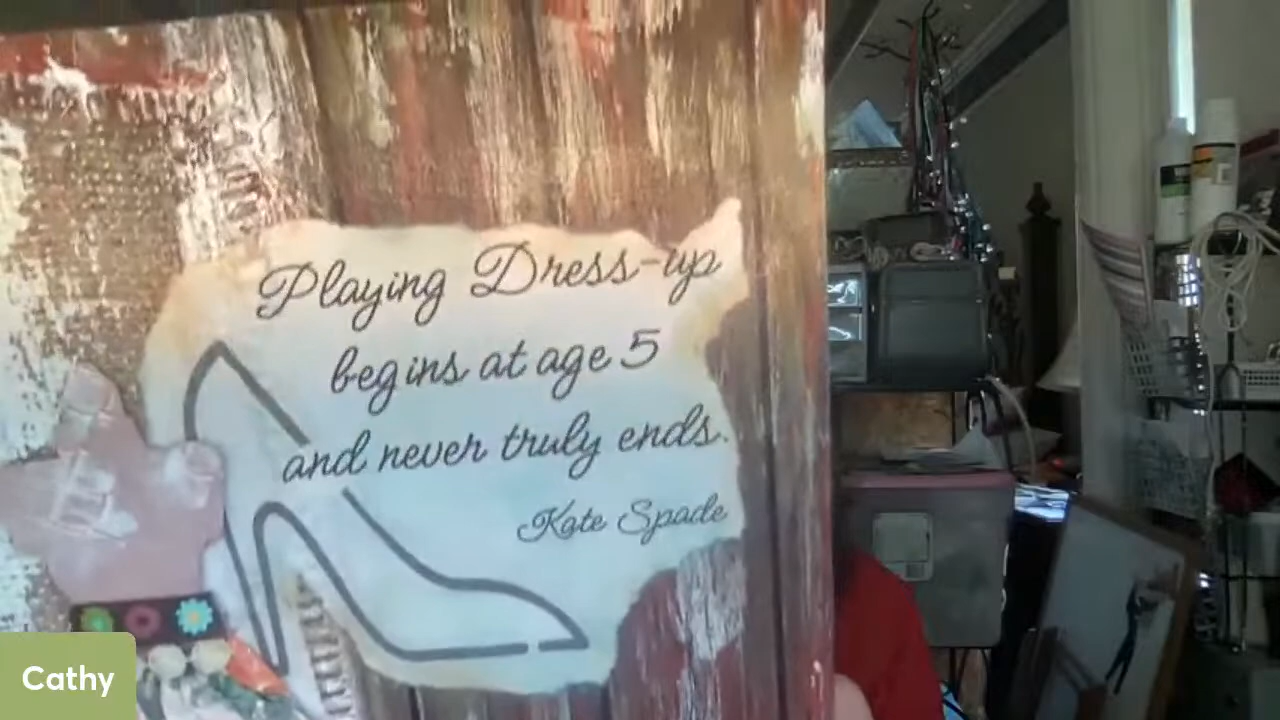 Playing Dress-up
begins at age 5
and never truly ends.
Kate Spade
Cathy